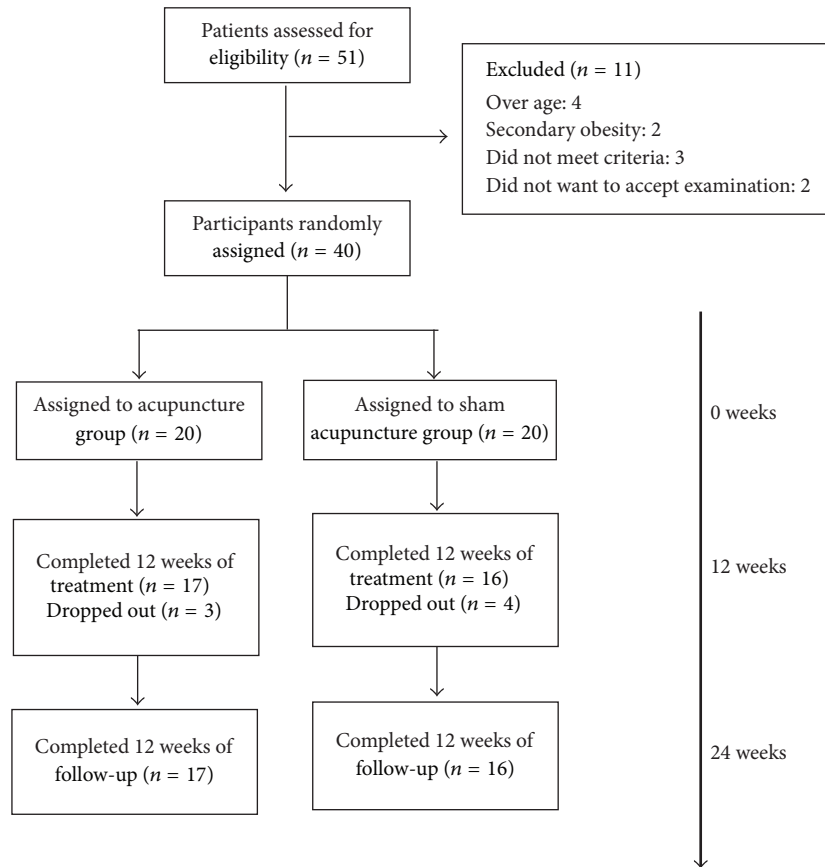 Patients assessed for
eligibility (n = 51)
Excluded (n = 11)
Over age: 4
Secondary obesity: 2
Did not meet criteria: 3
Did not want to accept examination: 2
Participants randomly
assigned (n = 40)
Assigned to acupuncture
group (n = 20)
Assigned to sham
acupuncture group (n = 20)
0 weeks
Completed 12 weeks of
treatment (n = 17)
Dropped out (n = 3)
Completed 12 weeks of
treatment (n = 16)
Dropped out (n = 4)
12 weeks
Completed 12 weeks of
follow-up (n = 17)
Completed 12 weeks of
follow-up (n = 16)
24 weeks